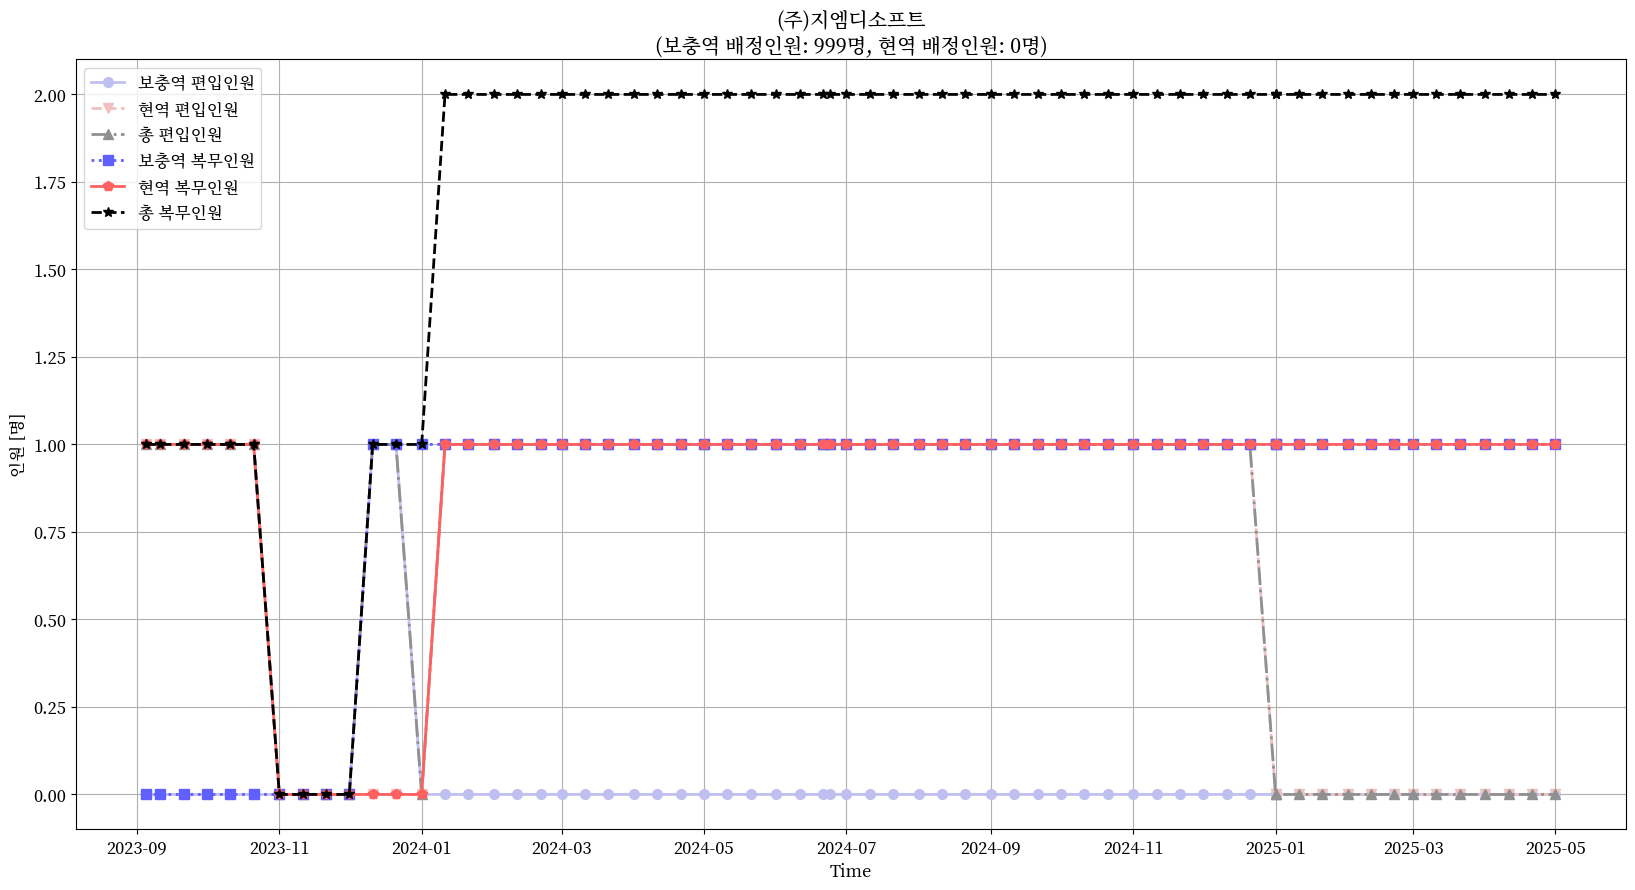 (주)지엠디소프트
(보충역 배정인원: 999명, 현역 배정인원: 0명)
보충역 편입인원
현역 편입인원
총 편입인원
보충역 복무인원
현역 복무인원
총 복무인원
2.00
1.75
1.50
1.25
1.00
0.75
0.50
0.25
0.00
인원 [명]
2023-09 2023-11 2024-01 2024-03 2024-05 2024-07 2024-09 2024-11 2025-01 2025-03 2025-05
Time